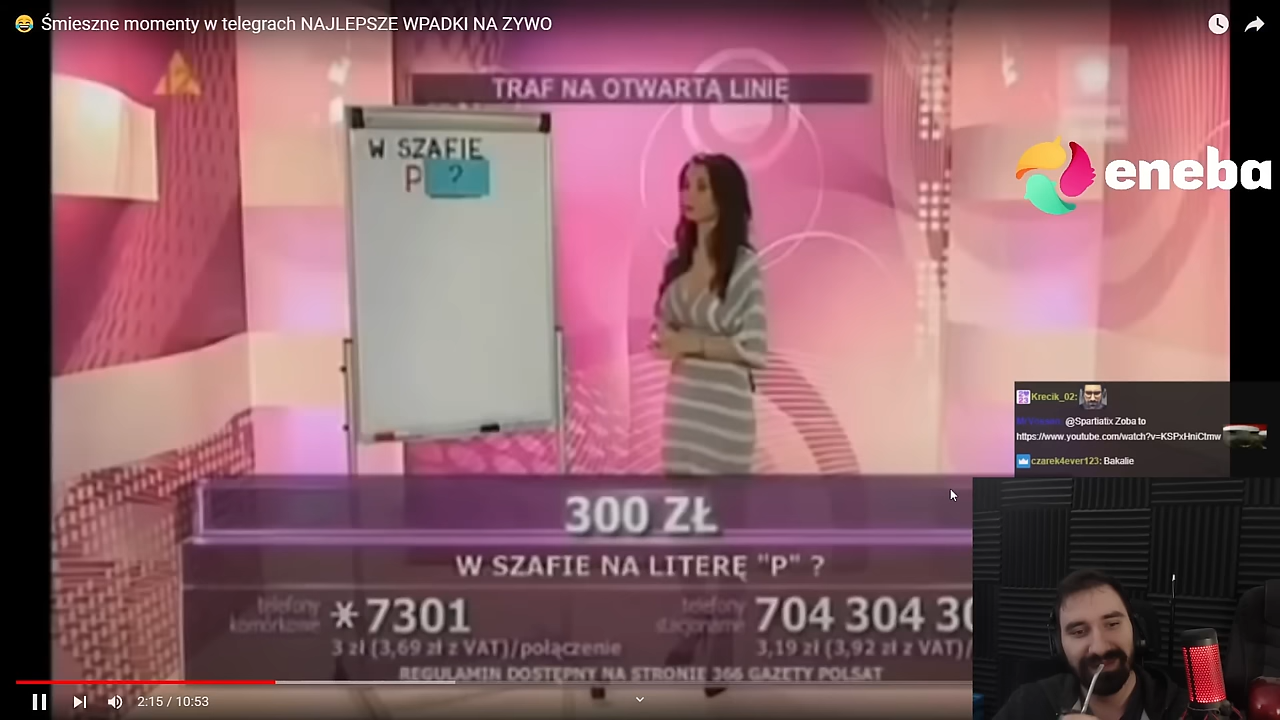 😂 Śmieszne momenty w telegrach NAJLEPSZE WPADKI NA ZYWO
TRAF NA OTWARTĄ LINIĘ
W SZAFIE
P ?
eneba
Krecik_02:
@Spartiatix Zoba to
https://www.youtube.com/watch?v=KSPxHniCtmw
czarek4ever123: Bakalie
300 ZŁ
W SZAFIE NA LITERĘ "P" ?
telefony komórkowe *7301
3 zł (3,69 zł z VAT)/połączenie
telefony stacjonarne 704 304 30
3,19 zł (3,92 zł z VAT)/
REGULAMIN DOSTĘPNY NA STRONIE 366 GAZETY POLSAT
2:15 / 10:53